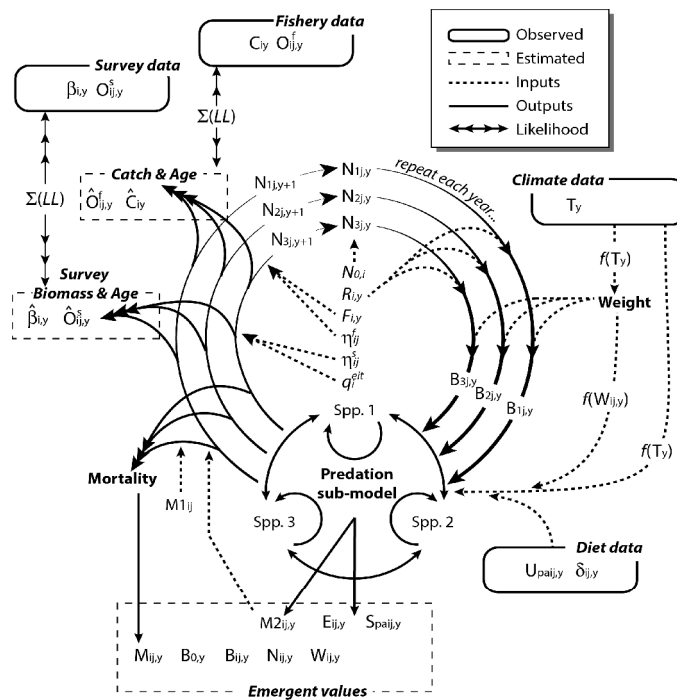 Fishery data
C_iy O^f_ij,y
Survey data
β_i,y O^s_ij,y
Observed
Estimated
Inputs
Outputs
Likelihood
Σ(LL)
Σ(LL)
Catch & Age
Ô^f_ij,y Ĉ_iy
N_1j,y+1
N_2j,y+1
N_3j,y+1
N_1j,y
N_2j,y
N_3j,y
repeat each year...
Climate data
T_y
f(T_y)
Weight
f(W_ij,y)
f(T_y)
N_0,i
R_i,y
F_i,y
η^f_ij
η^s_ij
q^eit_i
Survey
Biomass & Age
β̂_i,y Ô^s_ij,y
B_3j,y
B_2j,y
B_1j,y
Spp. 1
Predation
sub-model
Spp. 3
Spp. 2
Mortality
M1_ij
Diet data
U_paij,y δ_ij,y
M2_ij,y E_ij,y S_paij,y
M_ij,y B_0,y B_ij,y N_ij,y W_ij,y
Emergent values